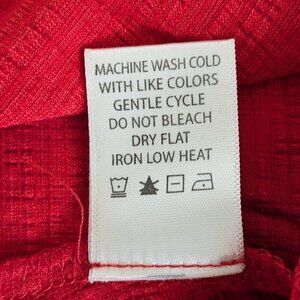 MACHINE WASH COLD
WITH LIKE COLORS
GENTLE CYCLE
DO NOT BLEACH
DRY FLAT
IRON LOW HEAT